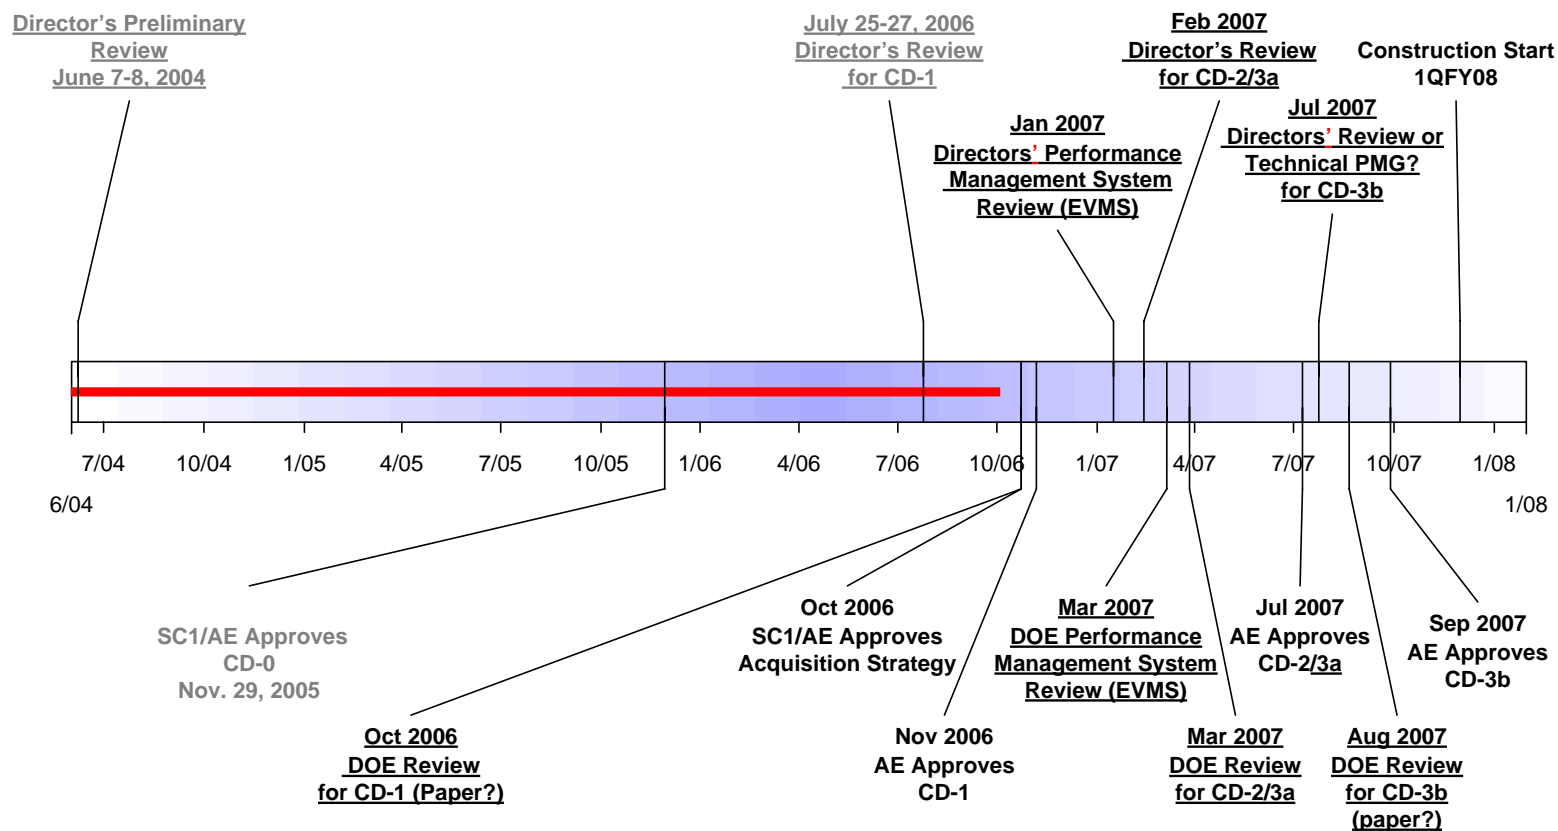 Director’s Preliminary
Review
June 7-8, 2004
July 25-27, 2006
Director’s Review
for CD-1
Feb 2007
Director’s Review
for CD-2/3a
Construction Start
1QFY08
Jan 2007
Directors’ Performance
Management System
Review (EVMS)
Jul 2007
Directors’ Review or
Technical PMG?
for CD-3b
7/04 10/04 1/05 4/05 7/05 10/05 1/06 4/06 7/06 10/06 1/07 4/07 7/07 10/07 1/08
6/04 1/08
SC1/AE Approves
CD-0
Nov. 29, 2005
Oct 2006
SC1/AE Approves
Acquisition Strategy
Mar 2007
DOE Performance
Management System
Review (EVMS)
Jul 2007
AE Approves
CD-2/3a
Sep 2007
AE Approves
CD-3b
Oct 2006
DOE Review
for CD-1 (Paper?)
Nov 2006
AE Approves
CD-1
Mar 2007
DOE Review
for CD-2/3a
Aug 2007
DOE Review
for CD-3b
(paper?)